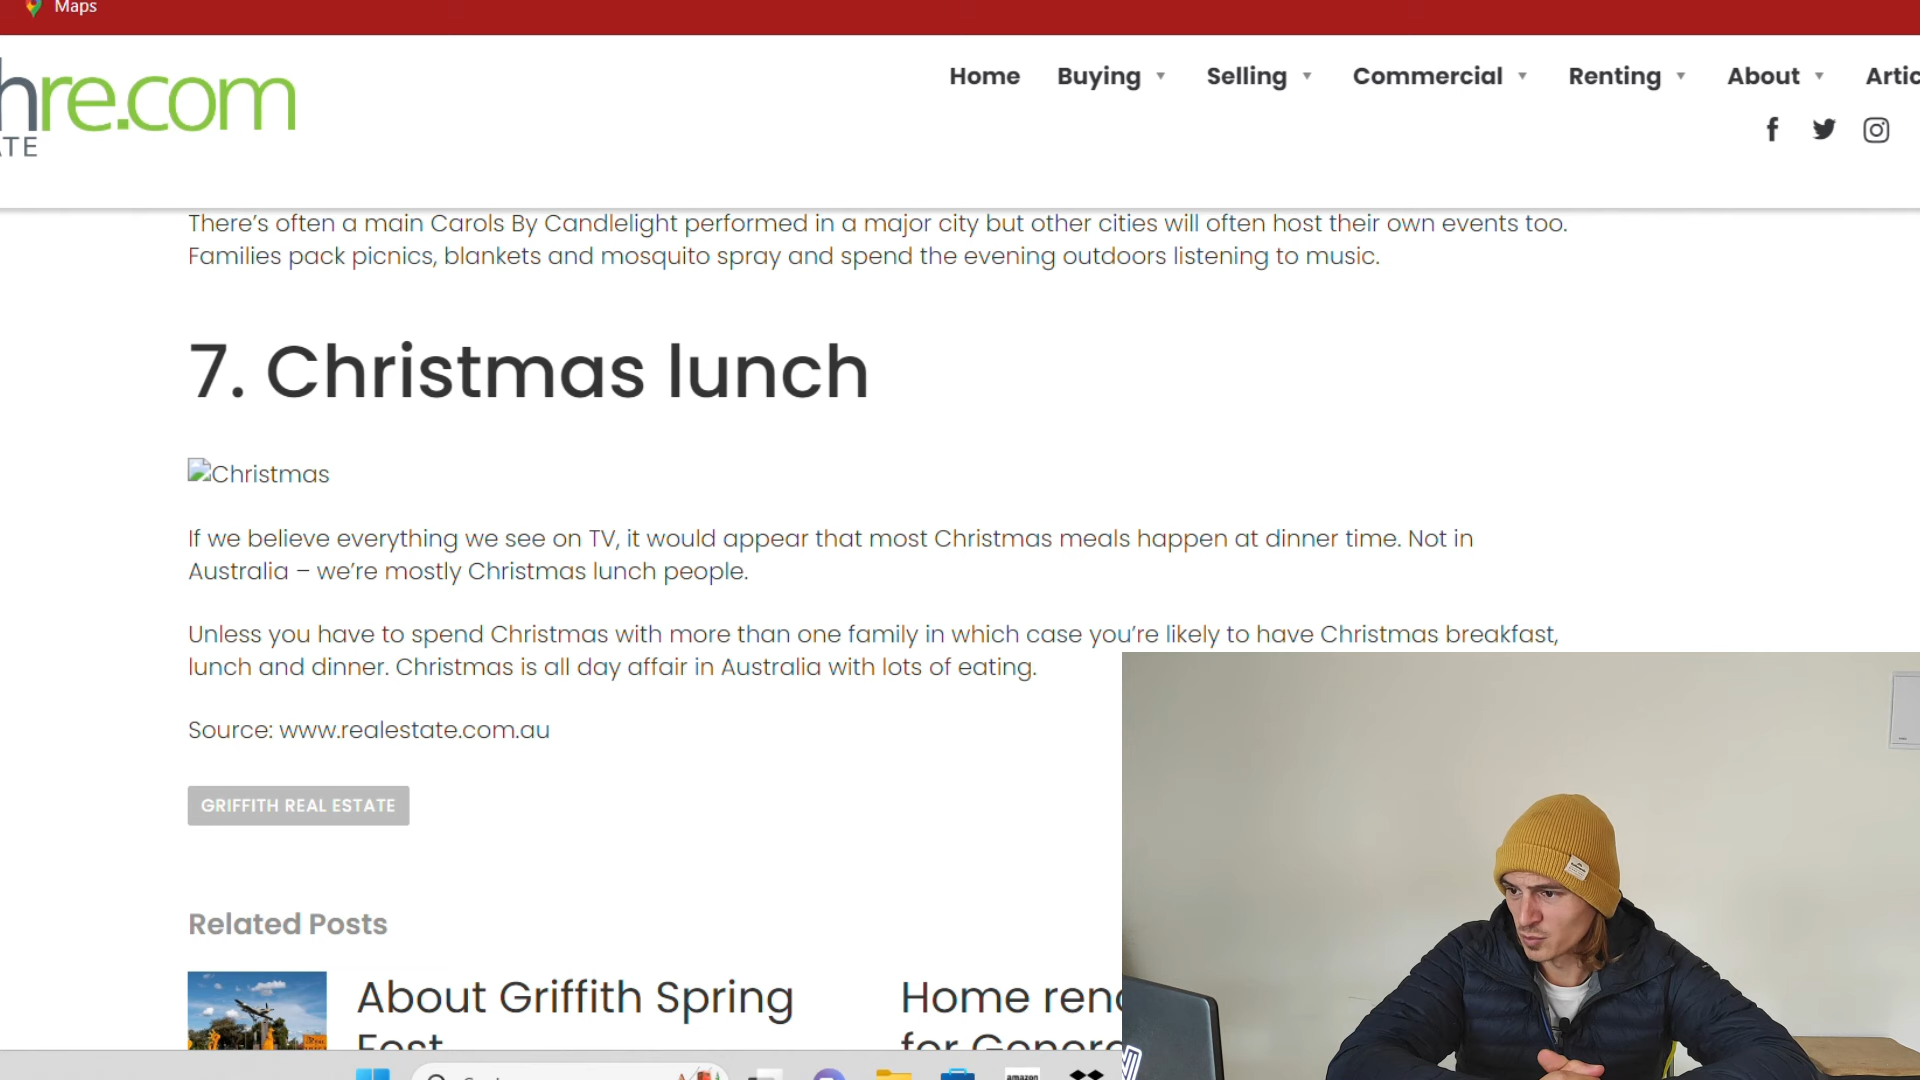 Maps
hre.com
ATE
Home Buying Selling Commercial Renting About Artic
There's often a main Carols By Candlelight performed in a major city but other cities will often host their own events too.
Families pack picnics, blankets and mosquito spray and spend the evening outdoors listening to music.
7. Christmas lunch
Christmas
If we believe everything we see on TV, it would appear that most Christmas meals happen at dinner time. Not in
Australia – we're mostly Christmas lunch people.
Unless you have to spend Christmas with more than one family in which case you're likely to have Christmas breakfast,
lunch and dinner. Christmas is all day affair in Australia with lots of eating.
Source: www.realestate.com.au
GRIFFITH REAL ESTATE
Related Posts
About Griffith Spring
Fest
Home reno
for Genera
amazon